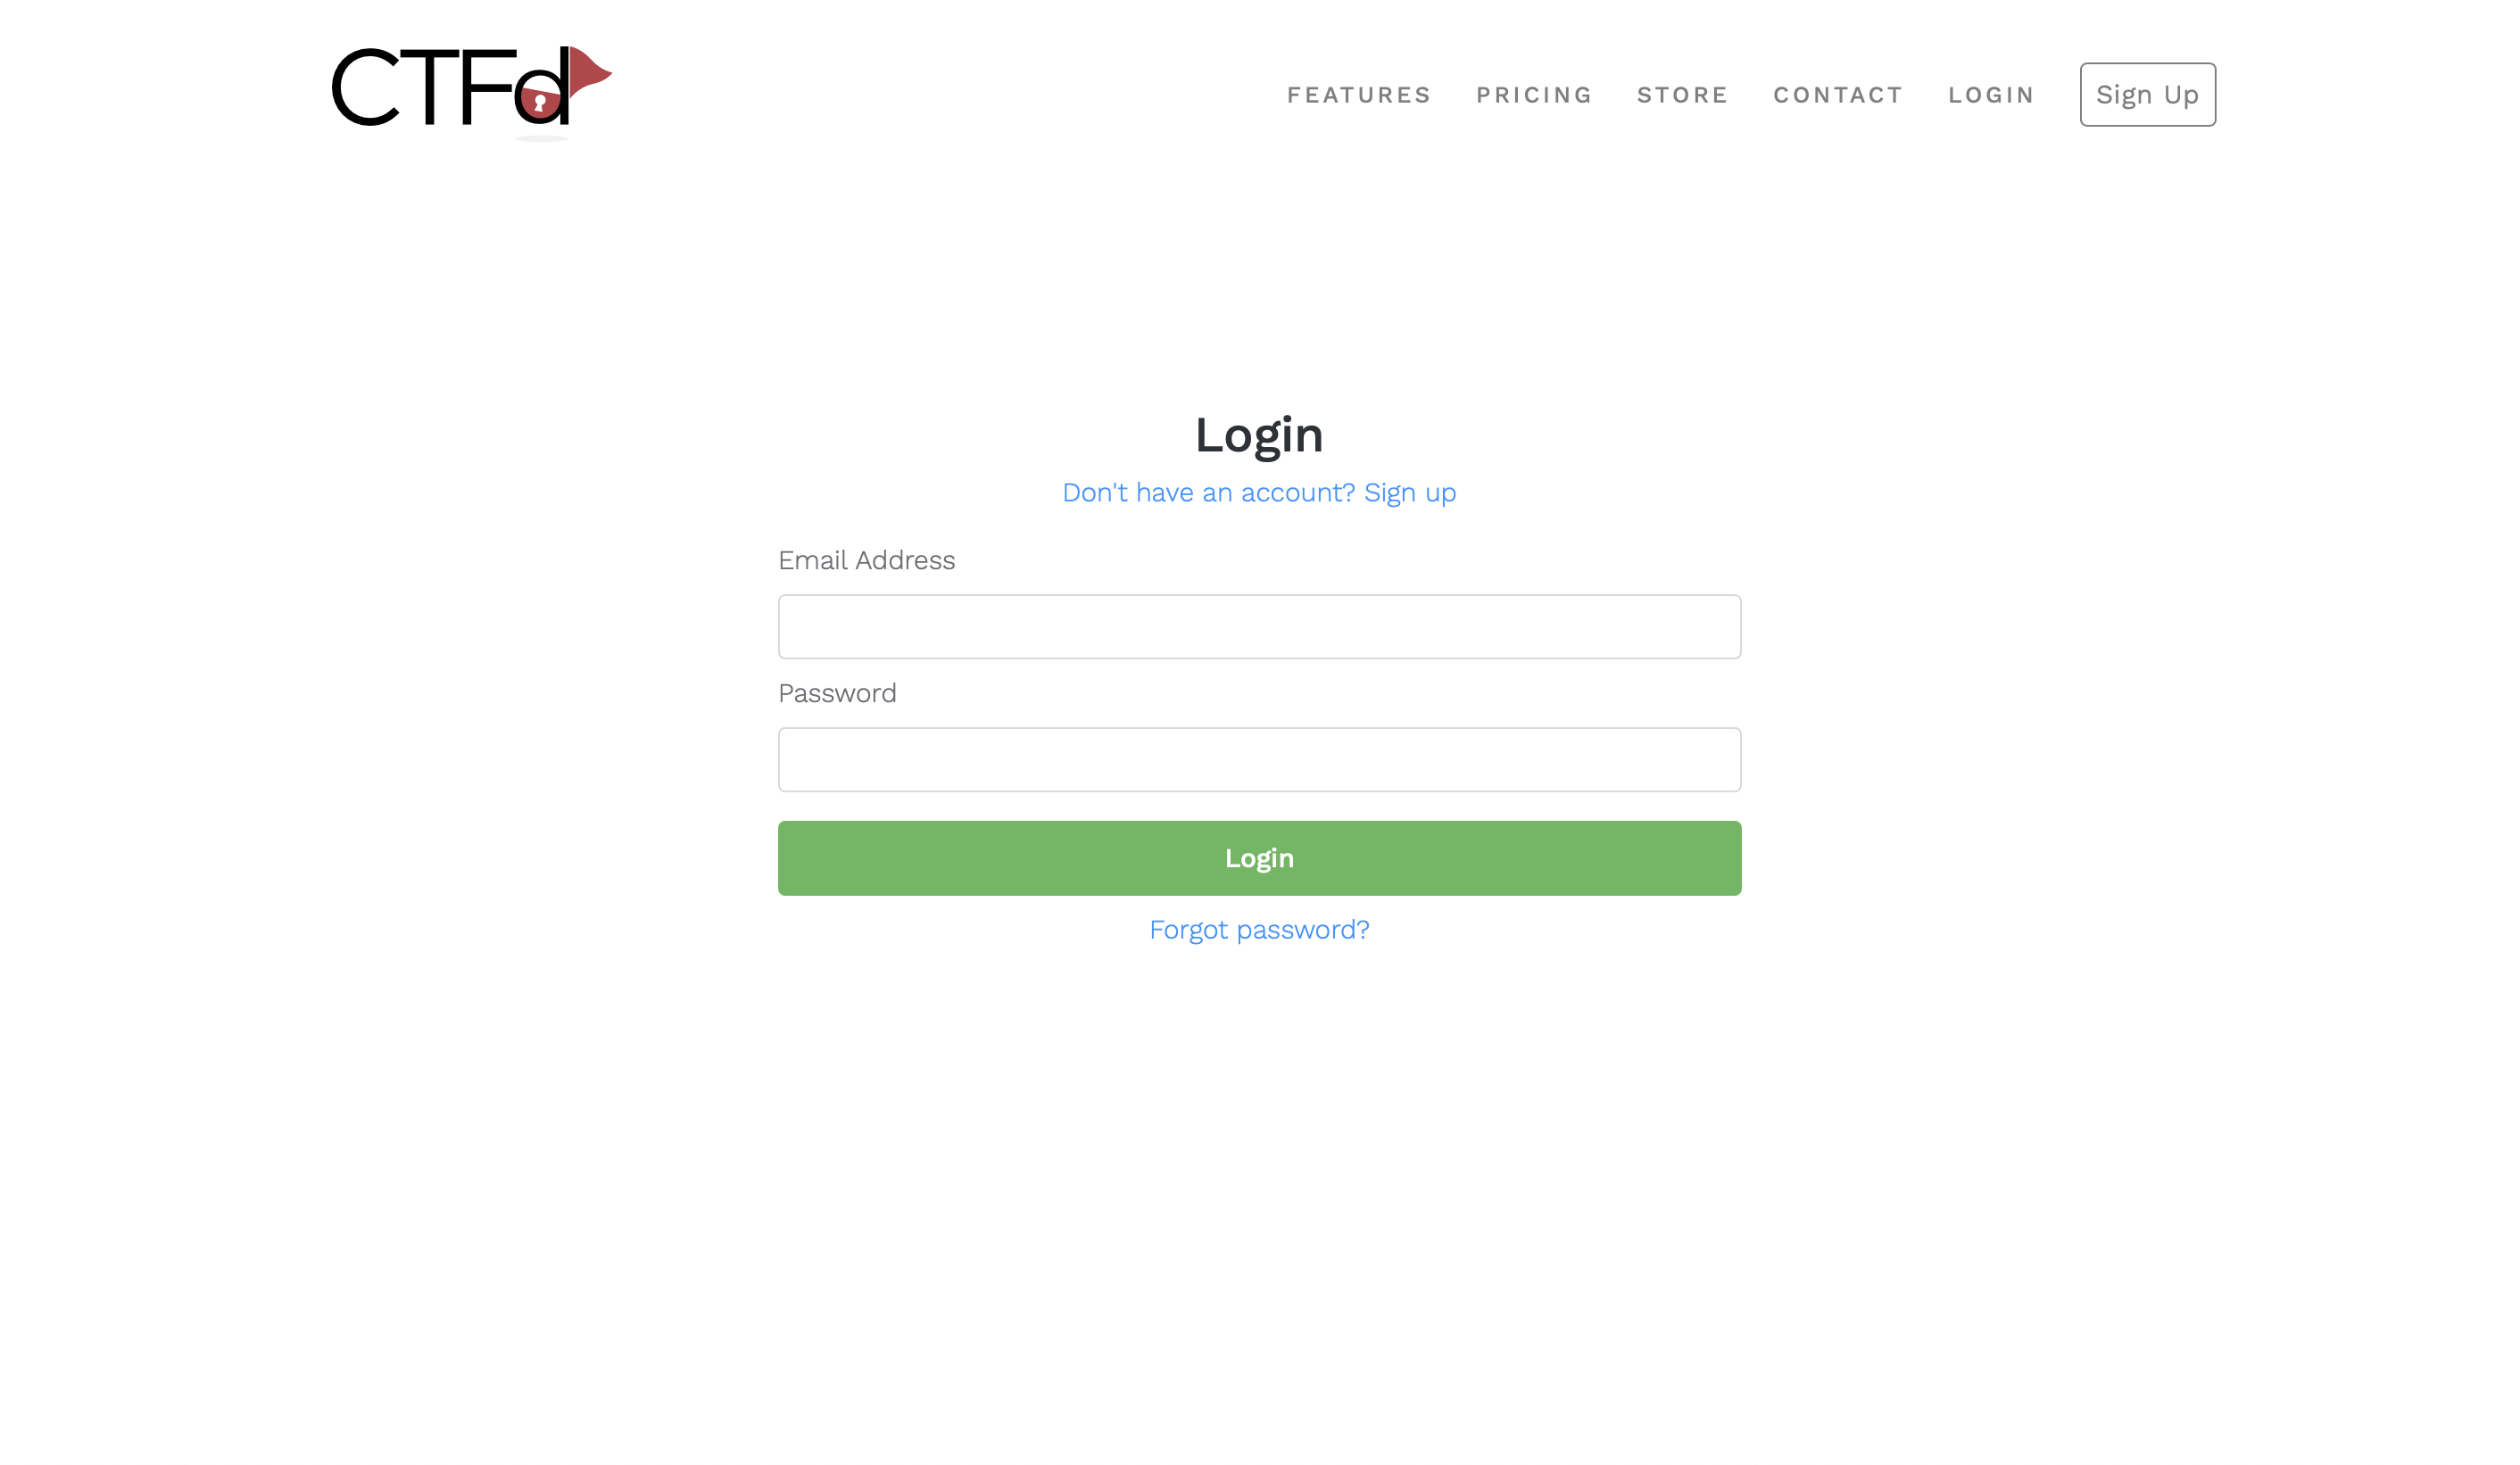 CTFd
FEATURES PRICING STORE CONTACT LOGIN Sign Up
Login
Don't have an account? Sign up
Email Address
Password
Login
Forgot password?